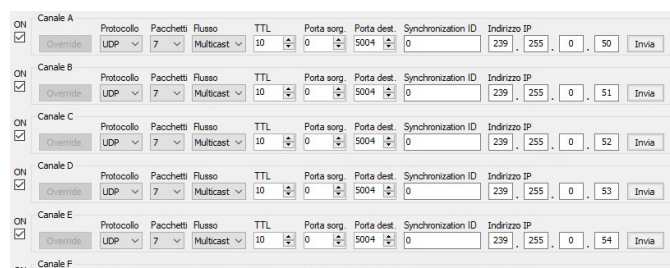 Canale A
ON Protocollo Pacchetti Flusso TTL Porta sorg. Porta dest. Synchronization ID Indirizzo IP
Override UDP 7 Multicast 10 0 5004 0 239 . 255 . 0 . 50 Invia
Canale B
ON Protocollo Pacchetti Flusso TTL Porta sorg. Porta dest. Synchronization ID Indirizzo IP
Override UDP 7 Multicast 10 0 5004 0 239 . 255 . 0 . 51 Invia
Canale C
ON Protocollo Pacchetti Flusso TTL Porta sorg. Porta dest. Synchronization ID Indirizzo IP
Override UDP 7 Multicast 10 0 5004 0 239 . 255 . 0 . 52 Invia
Canale D
ON Protocollo Pacchetti Flusso TTL Porta sorg. Porta dest. Synchronization ID Indirizzo IP
Override UDP 7 Multicast 10 0 5004 0 239 . 255 . 0 . 53 Invia
Canale E
ON Protocollo Pacchetti Flusso TTL Porta sorg. Porta dest. Synchronization ID Indirizzo IP
Override UDP 7 Multicast 10 0 5004 0 239 . 255 . 0 . 54 Invia
Canale F
ON